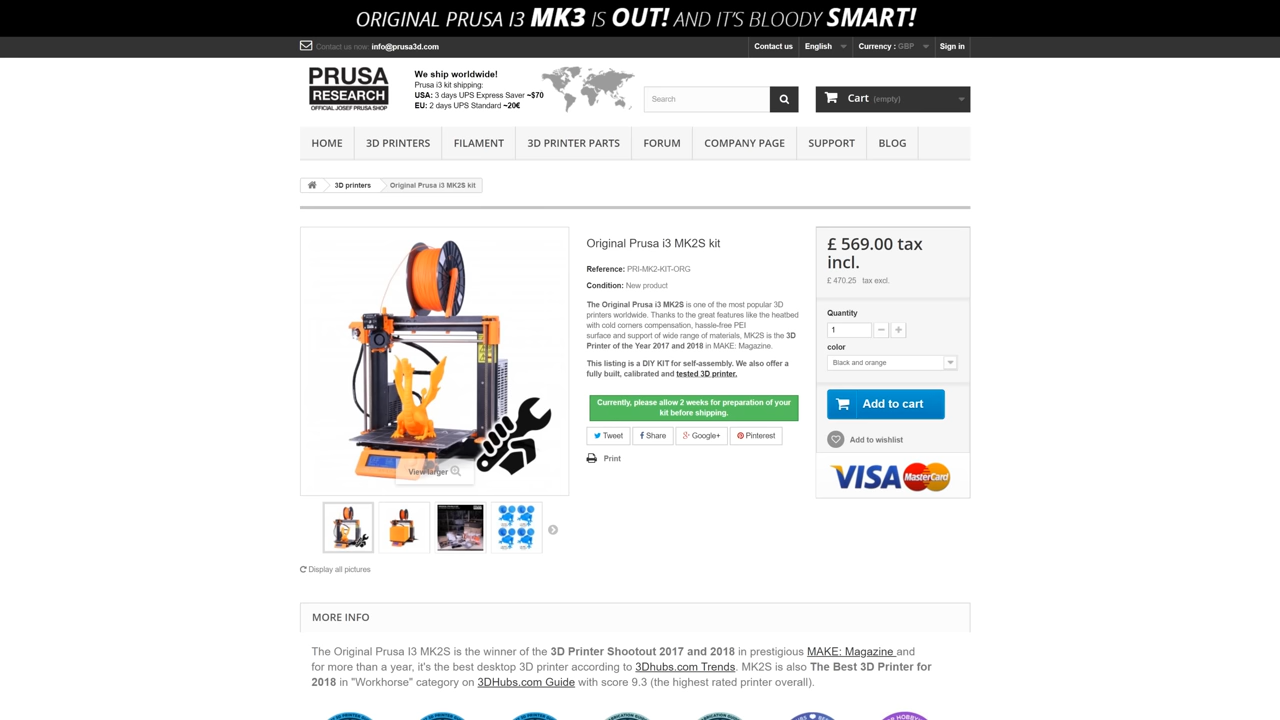 ORIGINAL PRUSA I3 MK3 IS OUT! AND IT'S BLOODY SMART!
Contact us now: info@prusa3d.com
Contact us
English
Currency : GBP
Sign in
PRUSA
RESEARCH
OFFICIAL JOSEF PRUSA SHOP
We ship worldwide!
Prusa i3 kit shipping:
USA: 3 days UPS Express Saver ~$70
EU: 2 days UPS Standard ~20€
Search
Cart (empty)
HOME
3D PRINTERS
FILAMENT
3D PRINTER PARTS
FORUM
COMPANY PAGE
SUPPORT
BLOG
3D printers
Original Prusa i3 MK2S kit
View larger
Display all pictures
Original Prusa i3 MK2S kit
Reference: PRI-MK2-KIT-ORG
Condition: New product
The Original Prusa i3 MK2S is one of the most popular 3D
printers worldwide. Thanks to the great features like the heatbed
with cold corners compensation, hassle-free PEI
surface and support of wide range of materials, MK2S is the 3D
Printer of the Year 2017 and 2018 in MAKE: Magazine.
This listing is a DIY KIT for self-assembly. We also offer a
fully built, calibrated and tested 3D printer.
Currently, please allow 2 weeks for preparation of your
kit before shipping.
Tweet
Share
Google+
Pinterest
Print
£ 569.00 tax
incl.
£ 470.25 tax excl.
Quantity
1
color
Black and orange
Add to cart
Add to wishlist
VISA MasterCard
MORE INFO
The Original Prusa I3 MK2S is the winner of the 3D Printer Shootout 2017 and 2018 in prestigious MAKE: Magazine and
for more than a year, it's the best desktop 3D printer according to 3Dhubs.com Trends. MK2S is also The Best 3D Printer for
2018 in "Workhorse" category on 3DHubs.com Guide with score 9.3 (the highest rated printer overall).